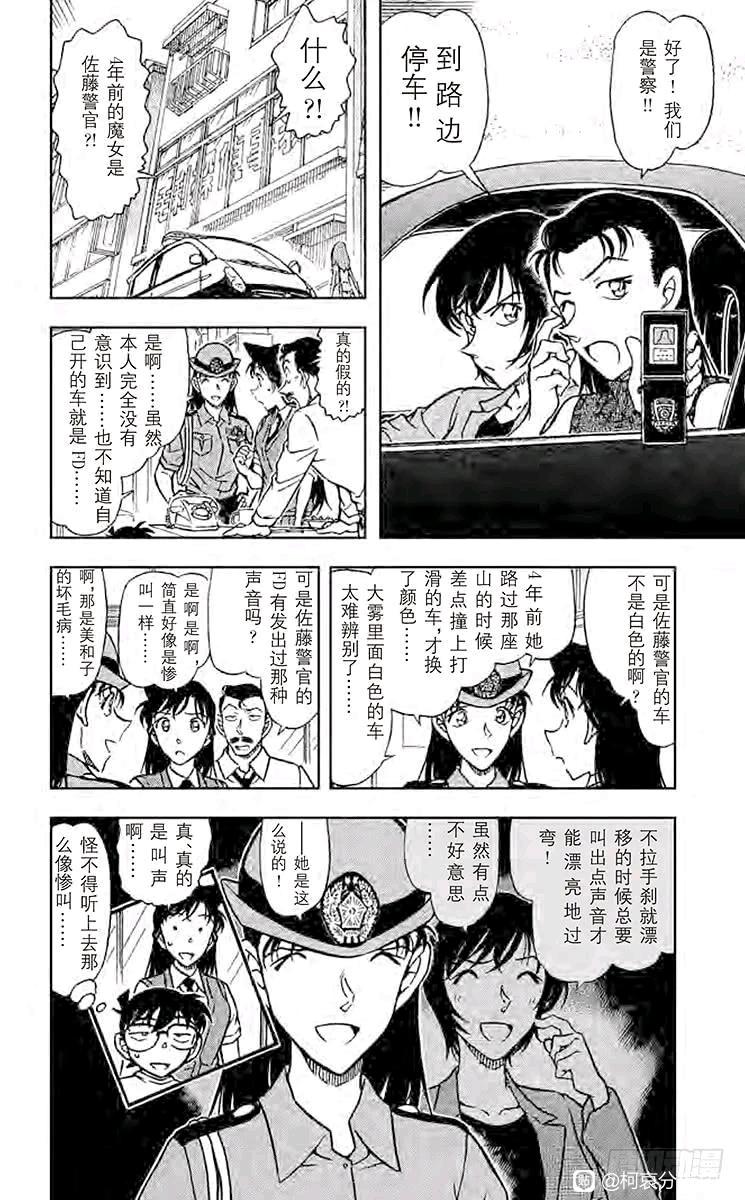 好了！我们
是警察!!
到路边
停车!!
什么?!
4年前的魔女是
佐藤警官?!
真的假的?!
是啊……虽然
本人完全没有
意识到……也不知道自
己开的车就是FD……
可是佐藤警官的车
不是白色的啊？
4年前她
路过那座
山的时候
差点撞上打
滑的车，才换
了颜色……
大雾里面白色的车
太难辨别了……
可是佐藤警官的
FD有发出过那种
声音吗？
是啊是啊，
简直好像是惨
叫一样……
啊，那是美和子
的坏毛病……
不拉手刹就漂
移的时候总要
叫出点声音才
能漂亮地过
弯！
虽然有点
不好意思
……
——她是这
么说的！
真、真的
是叫声
啊……
怪不得听上去那
么像惨叫……
@柯哀分